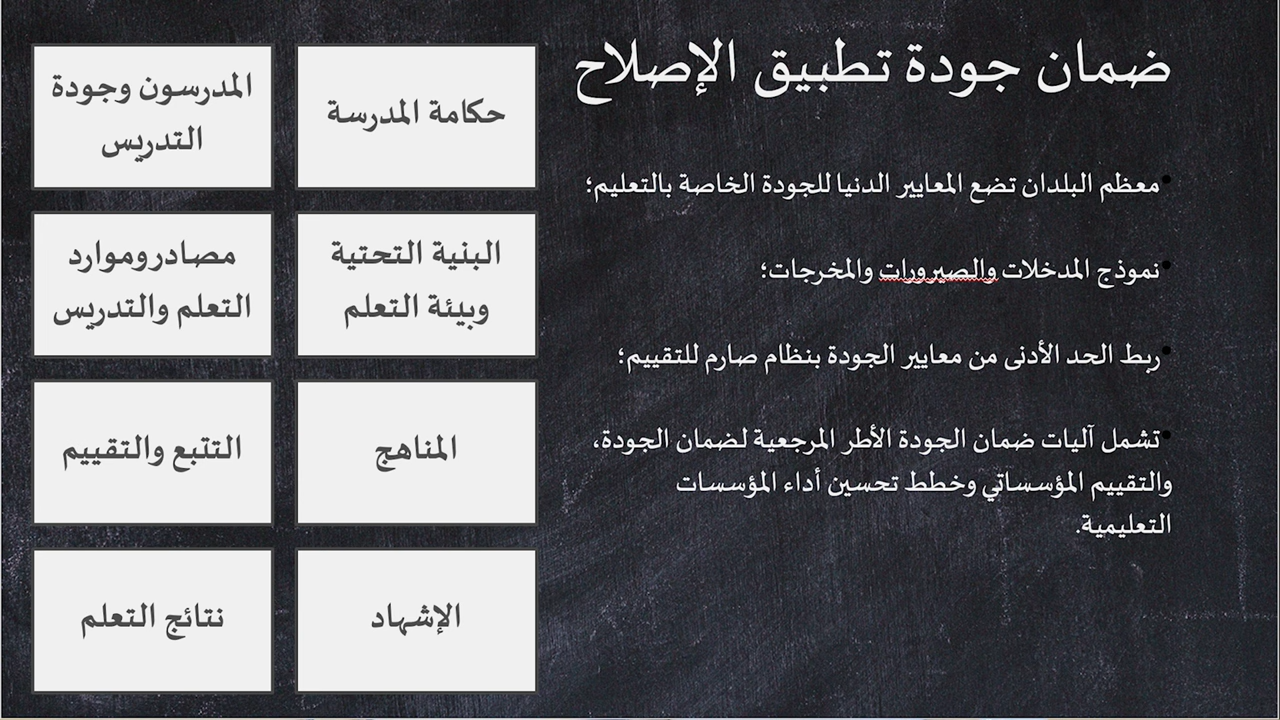 ضمان جودة تطبيق الإصلاح
•معظم البلدان تضع المعايير الدنيا للجودة الخاصة بالتعليم؛
•نموذج المدخلات والصيرورات والمخرجات؛
•ربط الحد الأدنى من معايير الجودة بنظام صارم للتقييم؛
•تشمل آليات ضمان الجودة الأطر المرجعية لضمان الجودة،
والتقييم المؤسساتي وخطط تحسين أداء المؤسسات
التعليمية.
حكامة المدرسة
المدرسون وجودة
التدريس
البنية التحتية
وبيئة التعلم
مصادر وموارد
التعلم والتدريس
المناهج
التتبع والتقييم
الإشهاد
نتائج التعلم